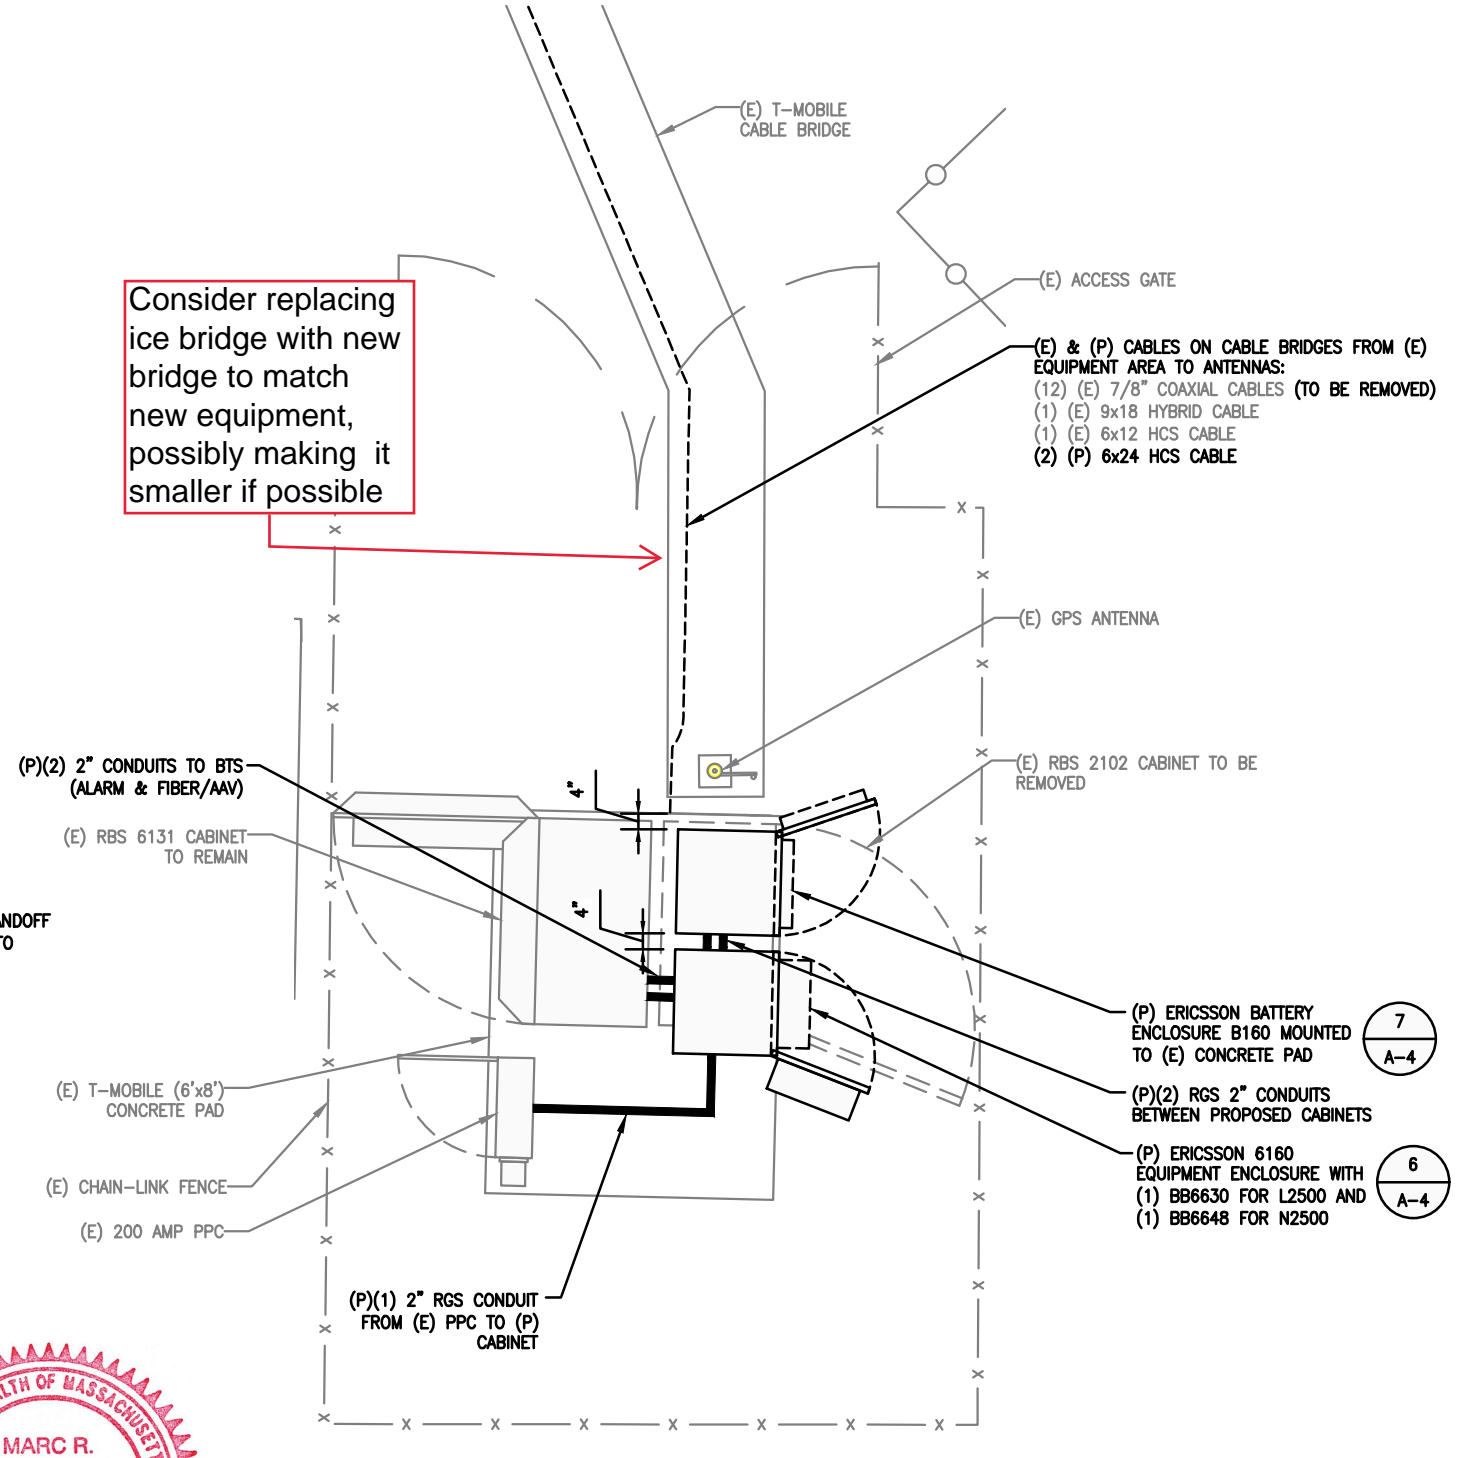 (E) T-MOBILE
CABLE BRIDGE
(E) ACCESS GATE
Consider replacing
ice bridge with new
bridge to match
new equipment,
possibly making it
smaller if possible
(E) & (P) CABLES ON CABLE BRIDGES FROM (E)
EQUIPMENT AREA TO ANTENNAS:
(12) (E) 7/8" COAXIAL CABLES (TO BE REMOVED)
(1) (E) 9x18 HYBRID CABLE
(1) (E) 6x12 HCS CABLE
(2) (P) 6x24 HCS CABLE
(E) GPS ANTENNA
(P)(2) 2" CONDUITS TO BTS
(ALARM & FIBER/AAV)
(E) RBS 2102 CABINET TO BE
REMOVED
4"
(E) RBS 6131 CABINET
TO REMAIN
4"
ANDOFF
TO
(P) ERICSSON BATTERY
ENCLOSURE B160 MOUNTED
TO (E) CONCRETE PAD
7
A-4
(E) T-MOBILE (6'x8')
CONCRETE PAD
(P)(2) RGS 2" CONDUITS
BETWEEN PROPOSED CABINETS
(P) ERICSSON 6160
EQUIPMENT ENCLOSURE WITH
(1) BB6630 FOR L2500 AND
(1) BB6648 FOR N2500
6
A-4
(E) CHAIN-LINK FENCE
(E) 200 AMP PPC
(P)(1) 2" RGS CONDUIT
FROM (E) PPC TO (P)
CABINET
LTH OF MASSACHUSETT
MARC R.